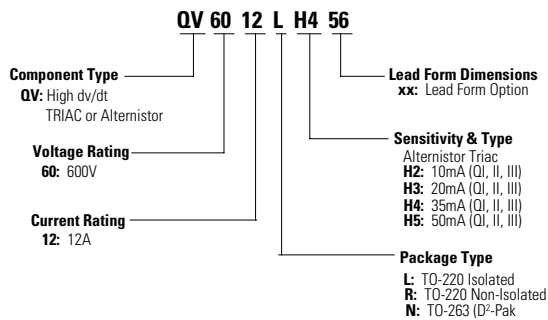 QV 60 12 L H4 56
Component Type
QV: High dv/dt
TRIAC or Alternistor
Voltage Rating
60: 600V
Current Rating
12: 12A
Lead Form Dimensions
xx: Lead Form Option
Sensitivity & Type
Alternistor Triac
H2: 10mA (QI, II, III)
H3: 20mA (QI, II, III)
H4: 35mA (QI, II, III)
H5: 50mA (QI, II, III)
Package Type
L: TO-220 Isolated
R: TO-220 Non-Isolated
N: TO-263 (D²-Pak